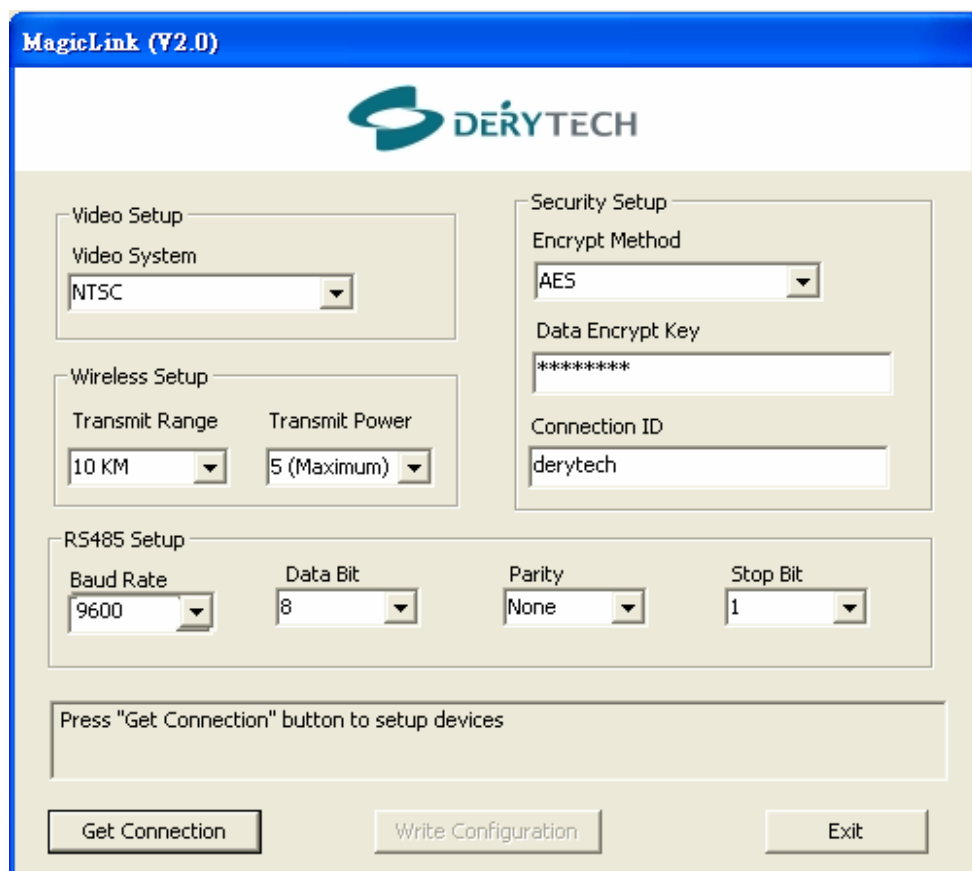 MagicLink (V2.0)
DERYTECH
Video Setup
Video System
NTSC
Wireless Setup
Transmit Range
Transmit Power
10 KM
5 (Maximum)
Security Setup
Encrypt Method
AES
Data Encrypt Key
********
Connection ID
derytech
RS485 Setup
Baud Rate
Data Bit
Parity
Stop Bit
9600
8
None
1
Press "Get Connection" button to setup devices
Get Connection
Write Configuration
Exit